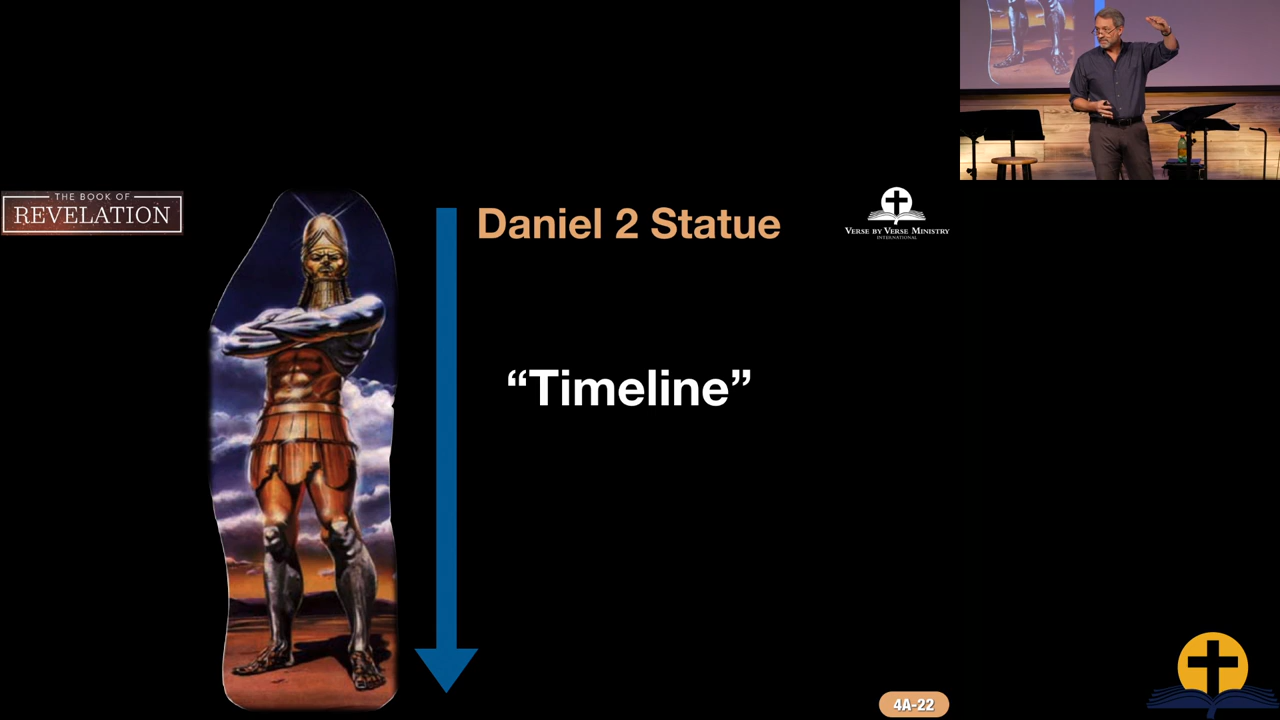 THE BOOK OF
REVELATION
Daniel 2 Statue
VERSE BY VERSE MINISTRY
INTERNATIONAL
“Timeline”
4A-22